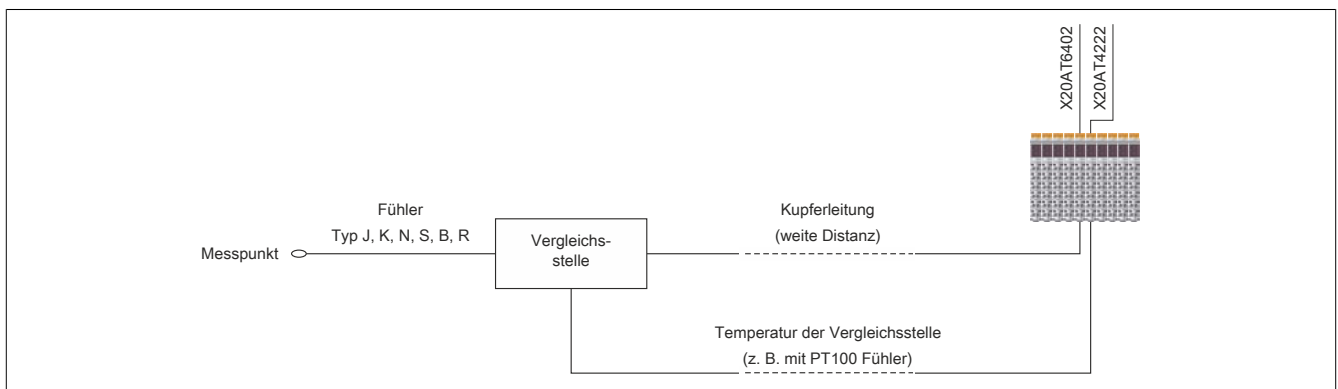 X20AT6402
X20AT4222
Fühler
Typ J, K, N, S, B, R
Messpunkt
Vergleichs-
stelle
Kupferleitung
(weite Distanz)
Temperatur der Vergleichsstelle
(z. B. mit PT100 Fühler)